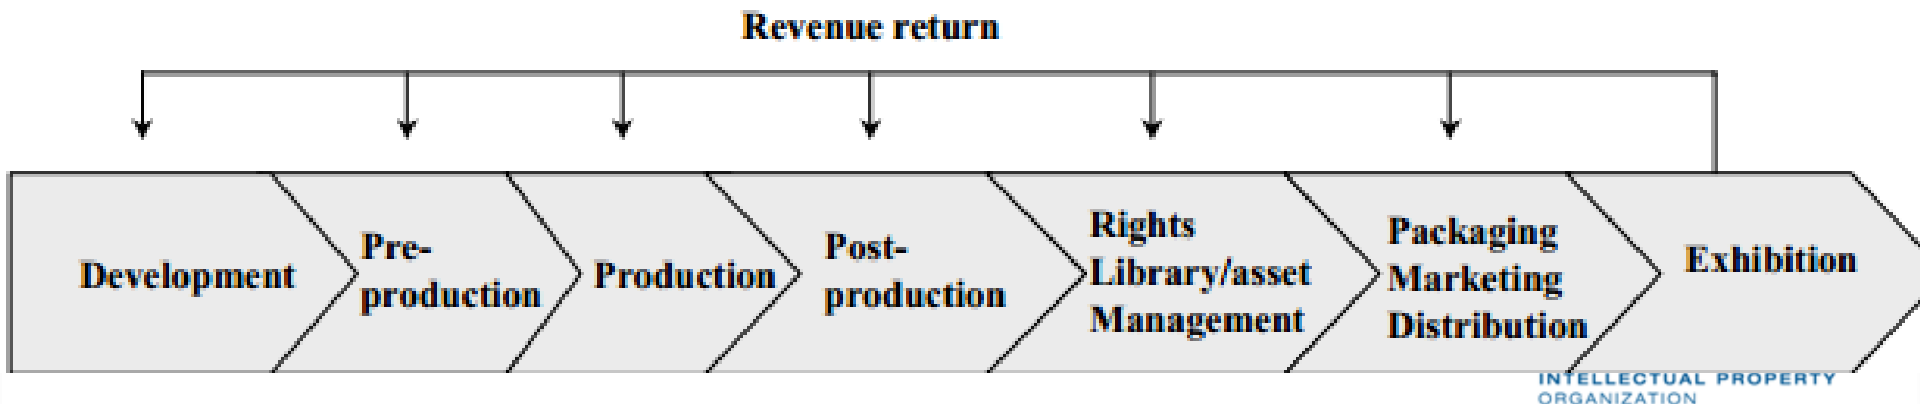 Revenue return
Development
Pre-
production
Production
Post-
production
Rights
Library/asset
Management
Packaging
Marketing
Distribution
Exhibition
INTELLECTUAL PROPERTY
ORGANIZATION